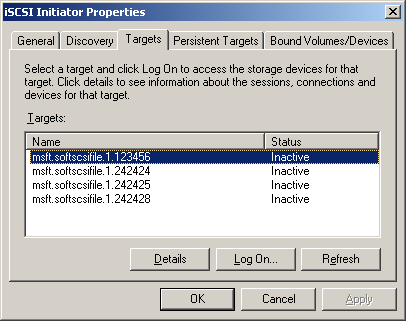 iSCSI Initiator Properties
General Discovery Targets Persistent Targets Bound Volumes/Devices
Select a target and click Log On to access the storage devices for that
target. Click details to see information about the sessions, connections and
devices for that target.
Targets:
Name Status
msft.softscsifile.1.123456 Inactive
msft.softscsifile.1.242424 Inactive
msft.softscsifile.1.242425 Inactive
msft.softscsifile.1.242428 Inactive
Details Log On... Refresh
OK Cancel Apply